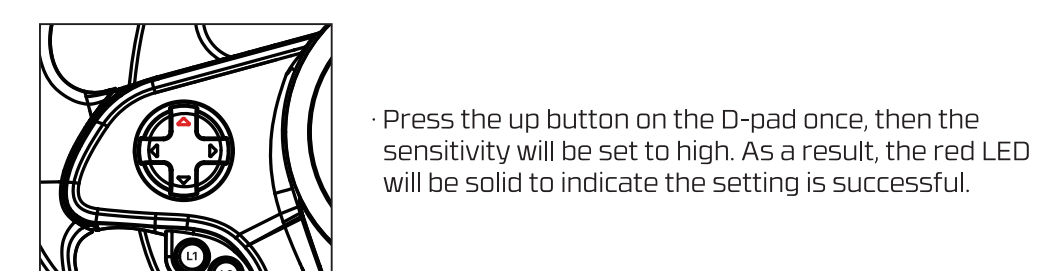 · Press the up button on the D-pad once, then the
sensitivity will be set to high. As a result, the red LED
will be solid to indicate the setting is successful.
L1